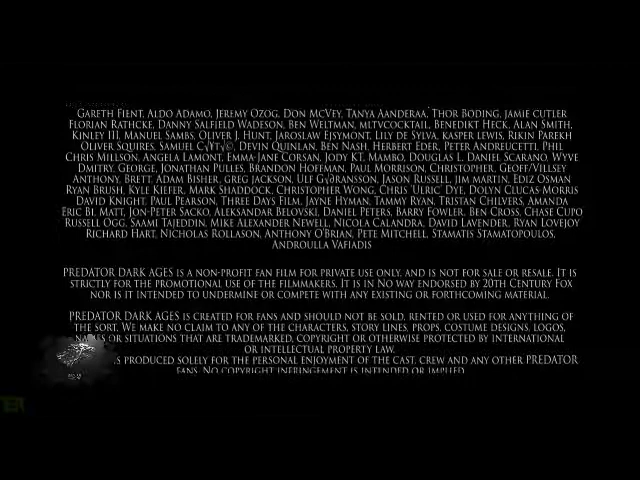 Gareth Fient, Aldo Adamo, Jeremy Ozog, Don McVey, Tanya Aanderaa, Thor Boding, jamie cutler
Florian Rathcke, Danny Salfield Wadeson, Ben Weltman, mltvcocktail, Benedikt Heck, Alan Smith,
Kinley III, Manuel Sambs, Oliver J. Hunt, Jaroslaw Ejsymont, Lily de Sylva, kasper lewis, Rikin Parekh
Oliver Squires, Samuel C√¥t√©, Devin Quinlan, Ben Nash, Herbert Eder, Peter Andreucetti, Phil
Chris Millson, Angela Lamont, Emma-Jane Corsan, Jody KT, Mambo, Douglas L, Daniel Scarano, Wyve
Dmitry, George, Jonathan Pulles, Brandon Hoffman, Paul Morrison, Christopher, Geoff/Villsey
Anthony, Brett, Adam Bisher, greg jackson, Ulf G√∂ransson, Jason Russell, jim martin, Ediz Osman
Ryan Brush, Kyle Kiefer, Mark Shaddock, Christopher Wong, Chris 'Ulric' Dye, Dolyn Clucas-Morris
David Knight, Paul Pearson, Three Days Film, Jayne Hyman, Tammy Ryan, Tristan Chilvers, Amanda
Eric Bi, Matt, Jon-Peter Sacko, Aleksandar Belovski, Daniel Peters, Barry Fowler, Ben Cross, Chase Cupo
Russell Ogg, Saami Tajeddin, Mike Alexander Newell, Nicola Calandra, David Lavender, Ryan Lovejoy
Richard Hart, Nicholas Rollason, Anthony O'Brian, Pete Mitchell, Stamatis Stamatopoulos,
Androulla Vafiadis
PREDATOR DARK AGES is a non-profit fan film for private use only, and is not for sale or resale. It is
strictly for the promotional use of the filmmakers. It is in No way endorsed by 20th Century Fox
nor is it intended to undermine or compete with any existing or forthcoming material.
PREDATOR DARK AGES is created for fans and should not be sold, rented or used for anything of
the sort. We make no claim to any of the characters, story lines, props, costume designs, logos,
names or situations that are trademarked, copyright or otherwise protected by international
or intellectual property law.
is produced solely for the personal enjoyment of the cast, crew and any other PREDATOR
fans. No copyright infringement is intended or implied